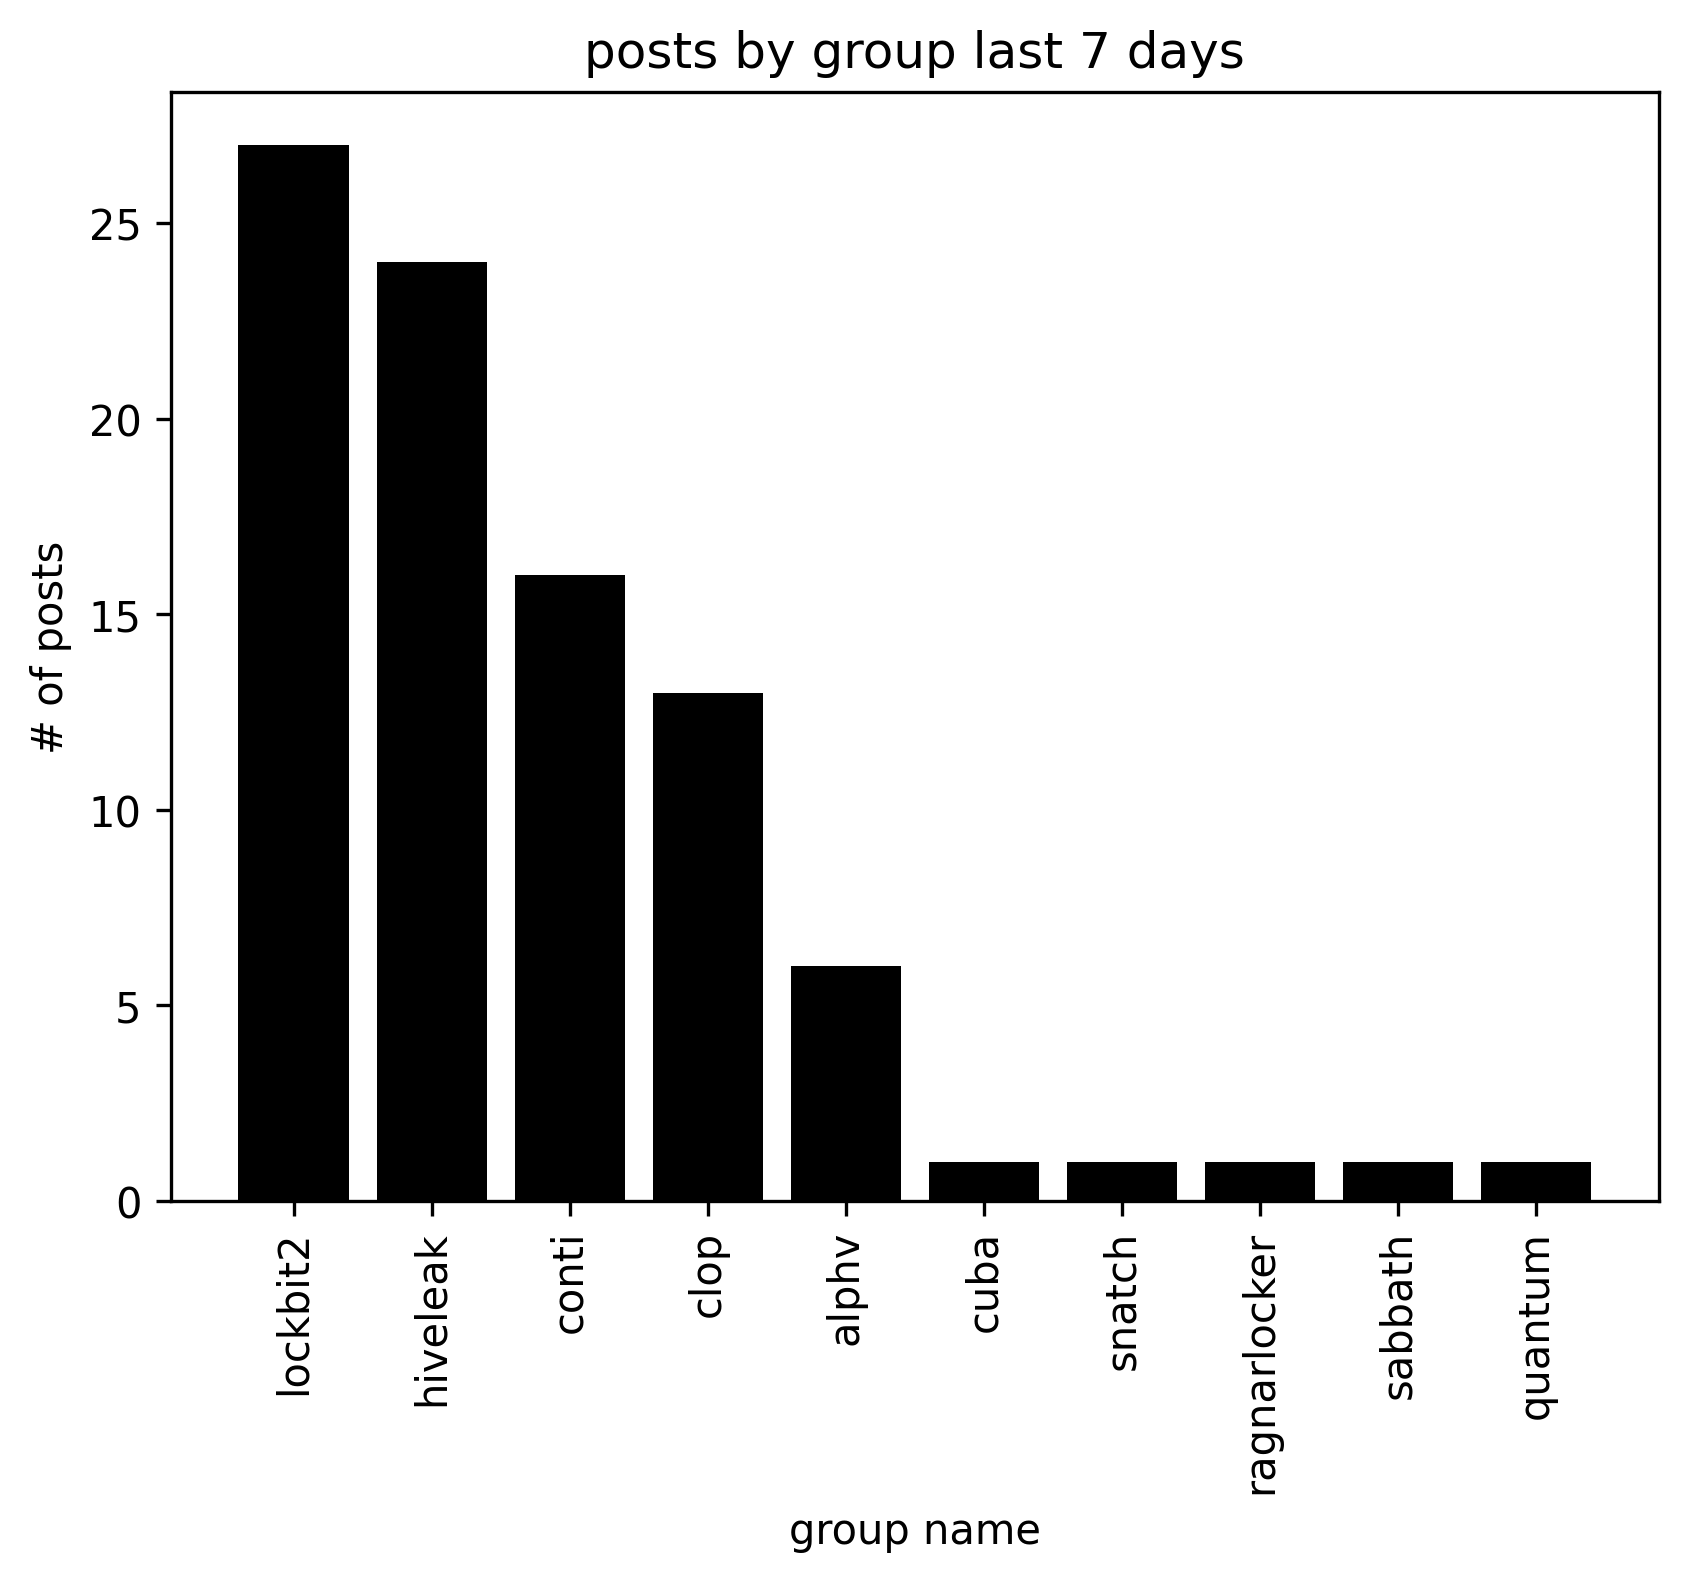 posts by group last 7 days
# of posts
25
20
15
10
5
0
lockbit2
hiveleak
conti
clop
alphv
cuba
snatch
ragnarlocker
sabbath
quantum
group name